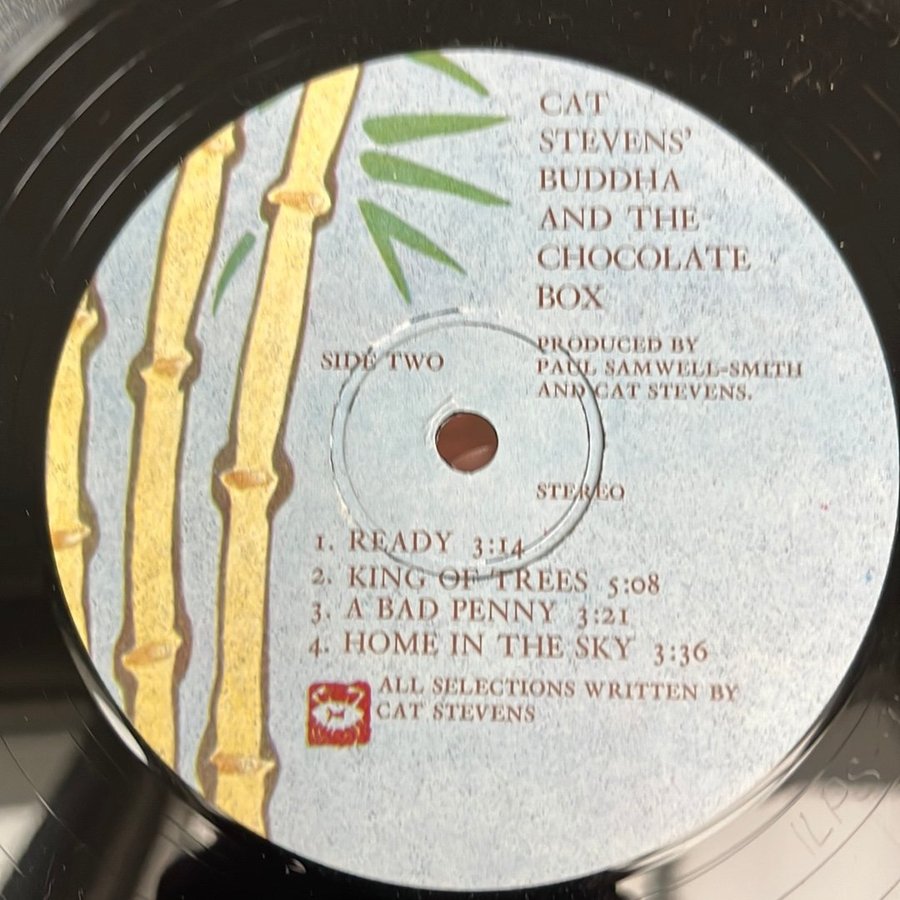 CAT
STEVENS'
BUDDHA
AND THE
CHOCOLATE
BOX
PRODUCED BY
PAUL SAMWELL-SMITH
AND CAT STEVENS.
SIDE TWO
STEREO
1. READY 3:14
2. KING OF TREES 5:08
3. A BAD PENNY 3:21
4. HOME IN THE SKY 3:36
ALL SELECTIONS WRITTEN BY
CAT STEVENS
ILPS